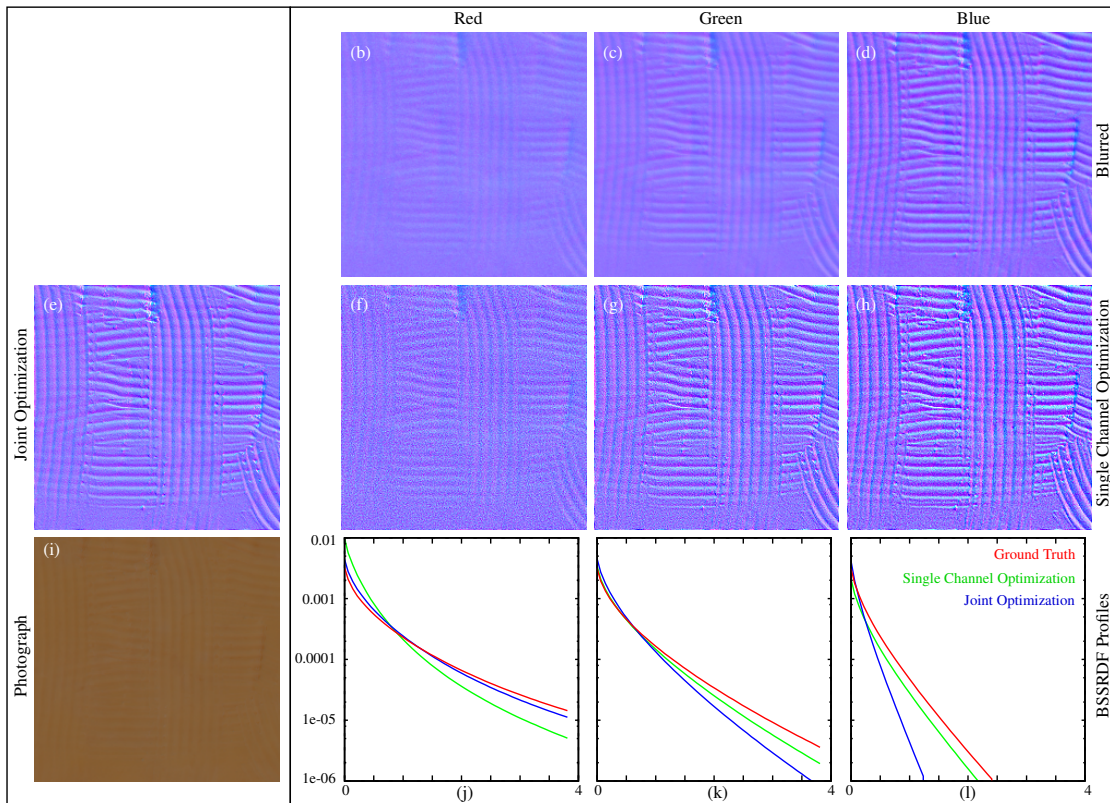 Red
Green
Blue
(b)
(c)
(d)
Blurred
Joint Optimization
(e)
(f)
(g)
(h)
Single Channel Optimization
Photograph
(i)
0.01
0.001
0.0001
1e-05
1e-06
0
4
(j)
0
4
(k)
Ground Truth
Single Channel Optimization
Joint Optimization
0
4
(l)
BSSRDF Profiles